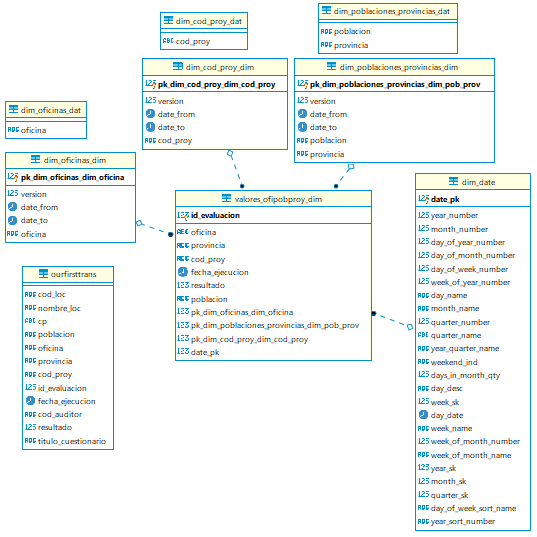 dim_cod_proy_dat
cod_proy
dim_poblaciones_provincias_dat
poblacion
provincia
dim_cod_proy_dim
pk_dim_cod_proy_dim_cod_proy
version
date_from
date_to
cod_proy
dim_poblaciones_provincias_dim
pk_dim_poblaciones_provincias_dim_pob_prov
version
date_from
date_to
poblacion
provincia
dim_oficinas_dat
oficina
dim_oficinas_dim
pk_dim_oficinas_dim_oficina
version
date_from
date_to
oficina
valores_ofipobproy_dim
id_evaluacion
oficina
provincia
cod_proy
fecha_ejecucion
resultado
poblacion
pk_dim_oficinas_dim_oficina
pk_dim_poblaciones_provincias_dim_pob_prov
pk_dim_cod_proy_dim_cod_proy
date_pk
dim_date
date_pk
year_number
month_number
day_of_year_number
day_of_month_number
day_of_week_number
week_of_year_number
day_name
month_name
quarter_number
quarter_name
year_quarter_name
weekend_ind
days_in_month_qty
day_desc
week_sk
day_date
week_name
week_of_month_number
week_of_month_name
year_sk
month_sk
quarter_sk
day_of_week_sort_name
year_sort_number
ourfirsttrans
cod_loc
nombre_loc
cp
poblacion
oficina
provincia
cod_proy
id_evaluacion
fecha_ejecucion
cod_auditor
resultado
titulo_cuestionario